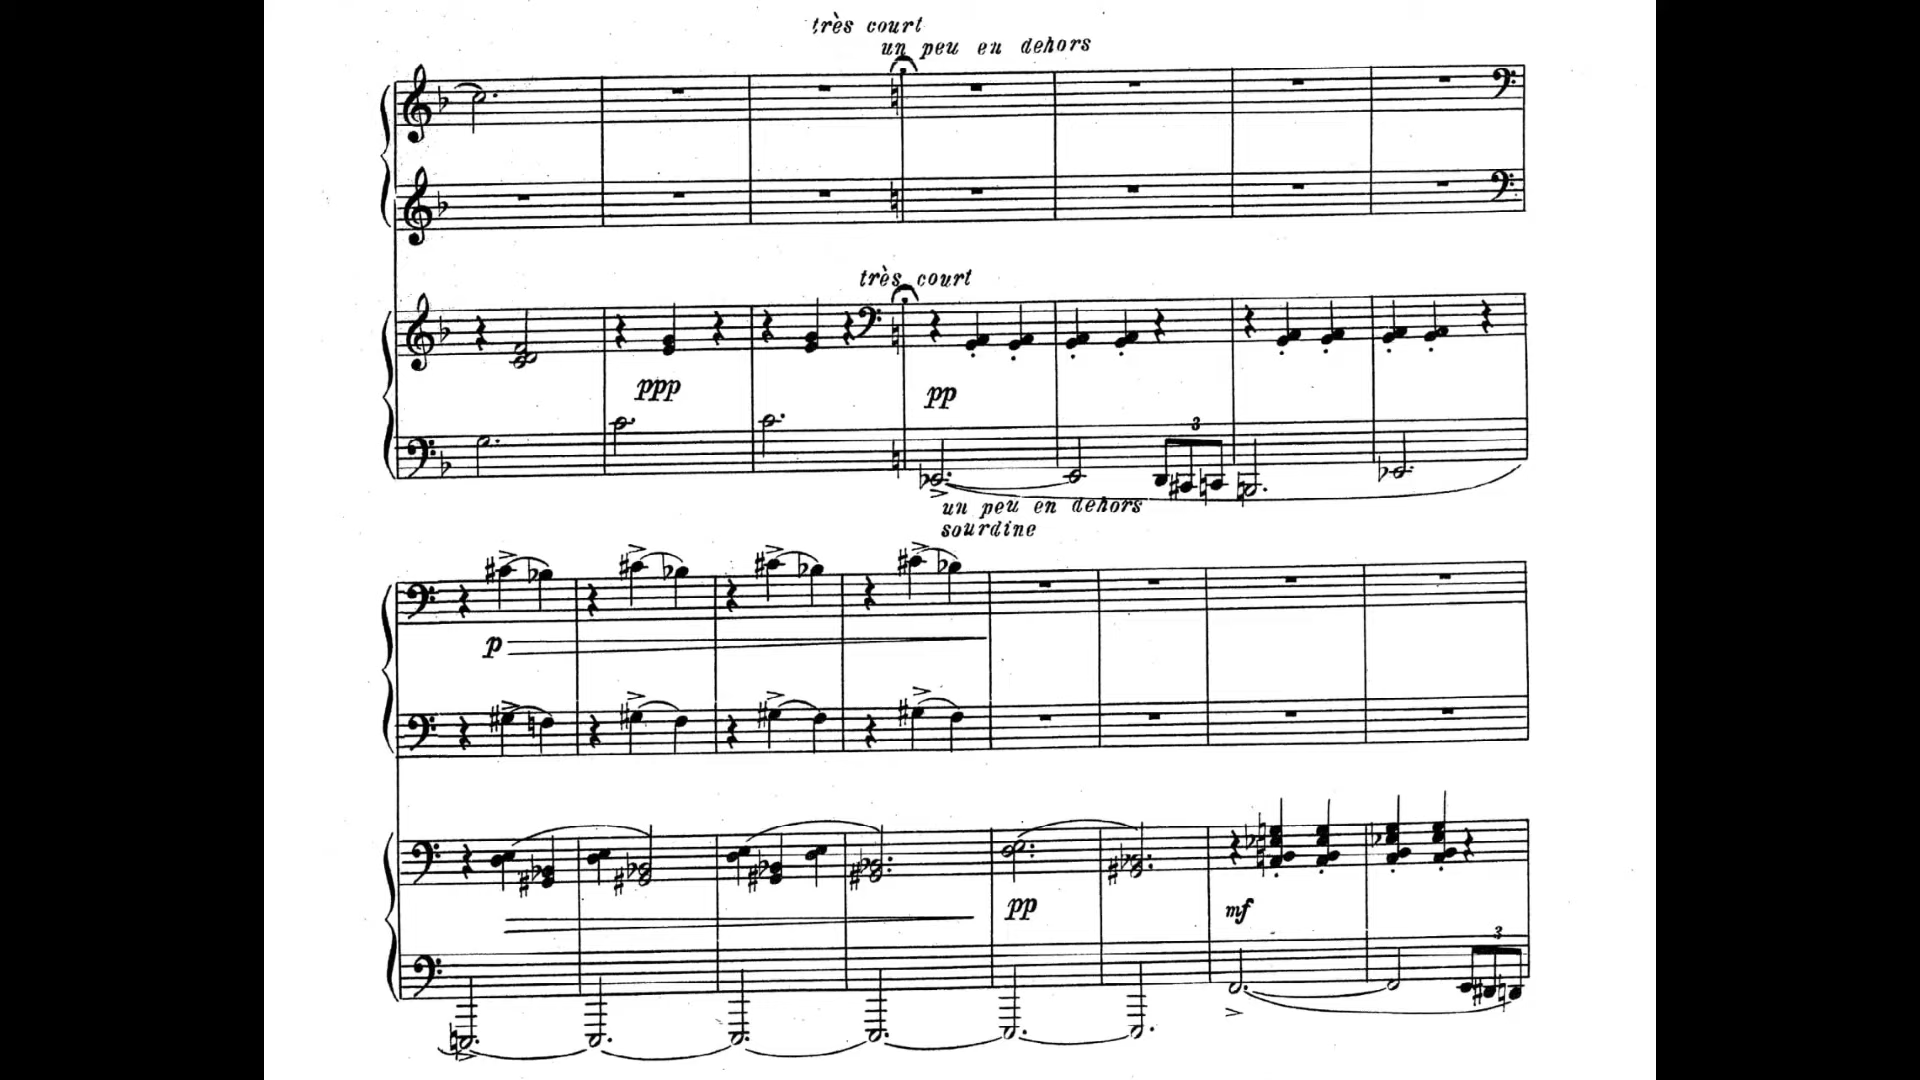 très court
un peu en dehors
très court
ppp
pp
3
un peu en dehors
sourdine
p
pp
mf
3